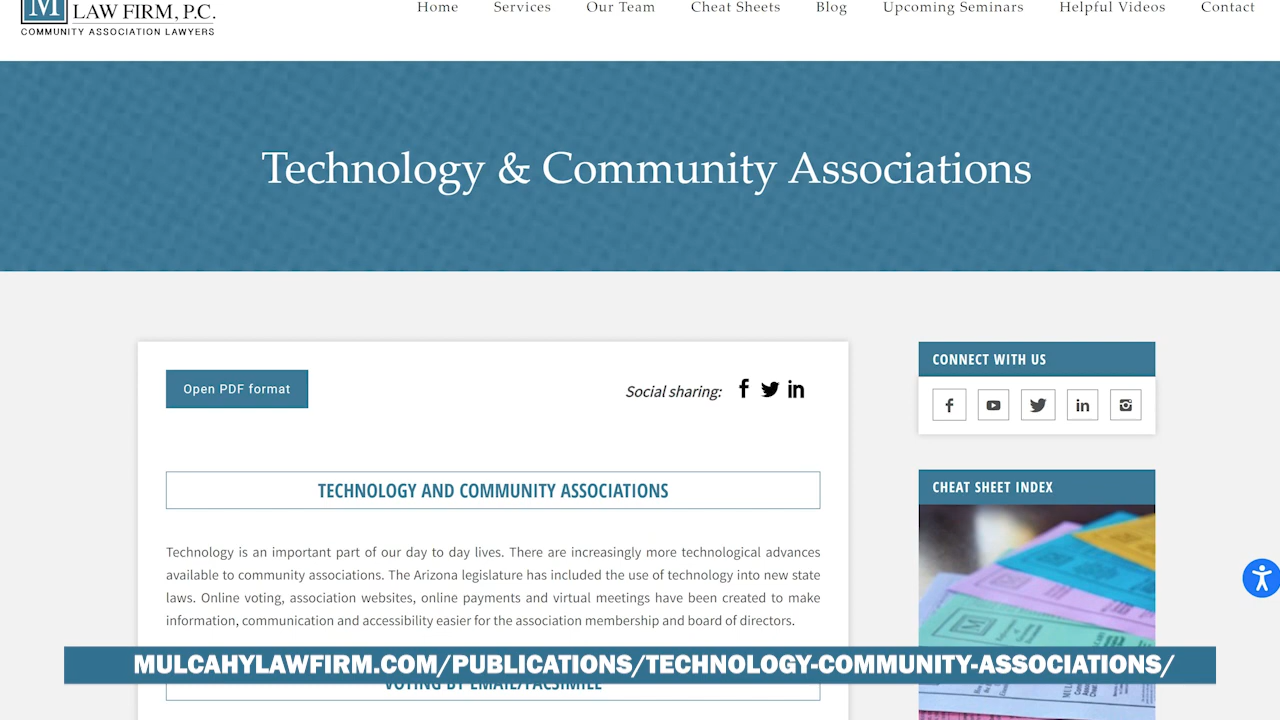 M LAW FIRM, P.C.
COMMUNITY ASSOCIATION LAWYERS
Home Services Our Team Cheat Sheets Blog Upcoming Seminars Helpful Videos Contact
Technology & Community Associations
Open PDF format
Social sharing:
CONNECT WITH US
TECHNOLOGY AND COMMUNITY ASSOCIATIONS
CHEAT SHEET INDEX
Technology is an important part of our day to day lives. There are increasingly more technological advances
available to community associations. The Arizona legislature has included the use of technology into new state
laws. Online voting, association websites, online payments and virtual meetings have been created to make
information, communication and accessibility easier for the association membership and board of directors.
MULCAHYLAWFIRM.COM/PUBLICATIONS/TECHNOLOGY-COMMUNITY-ASSOCIATIONS/
VOTING BY EMAIL/FACSIMILE